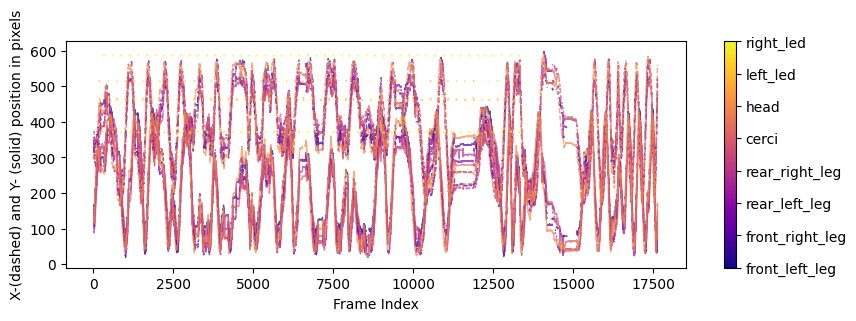 X-(dashed) and Y- (solid) position in pixels
600
500
400
300
200
100
0
0 2500 5000 7500 10000 12500 15000 17500
Frame Index
right_led
left_led
head
cerci
rear_right_leg
rear_left_leg
front_right_leg
front_left_leg